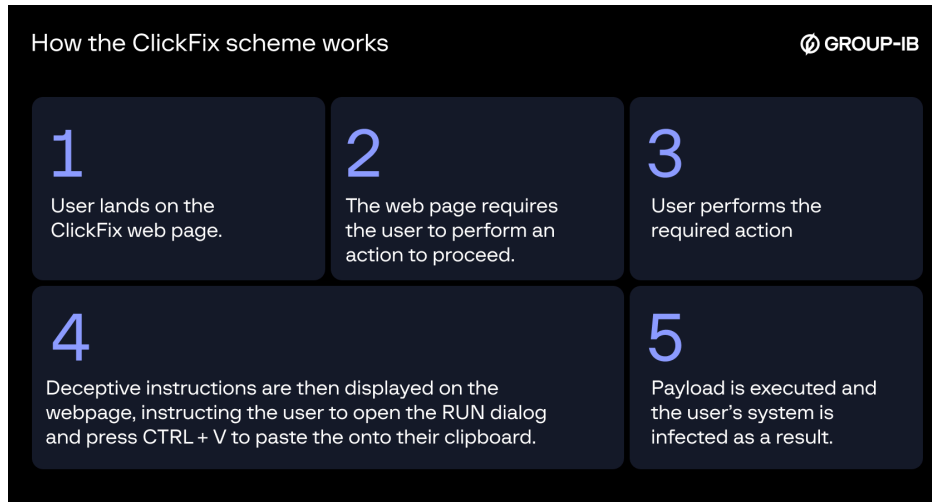 How the ClickFix scheme works
GROUP-IB
1
User lands on the
ClickFix web page.
2
The web page requires
the user to perform an
action to proceed.
3
User performs the
required action
4
Deceptive instructions are then displayed on the
webpage, instructing the user to open the RUN dialog
and press CTRL + V to paste the onto their clipboard.
5
Payload is executed and
the user's system is
infected as a result.